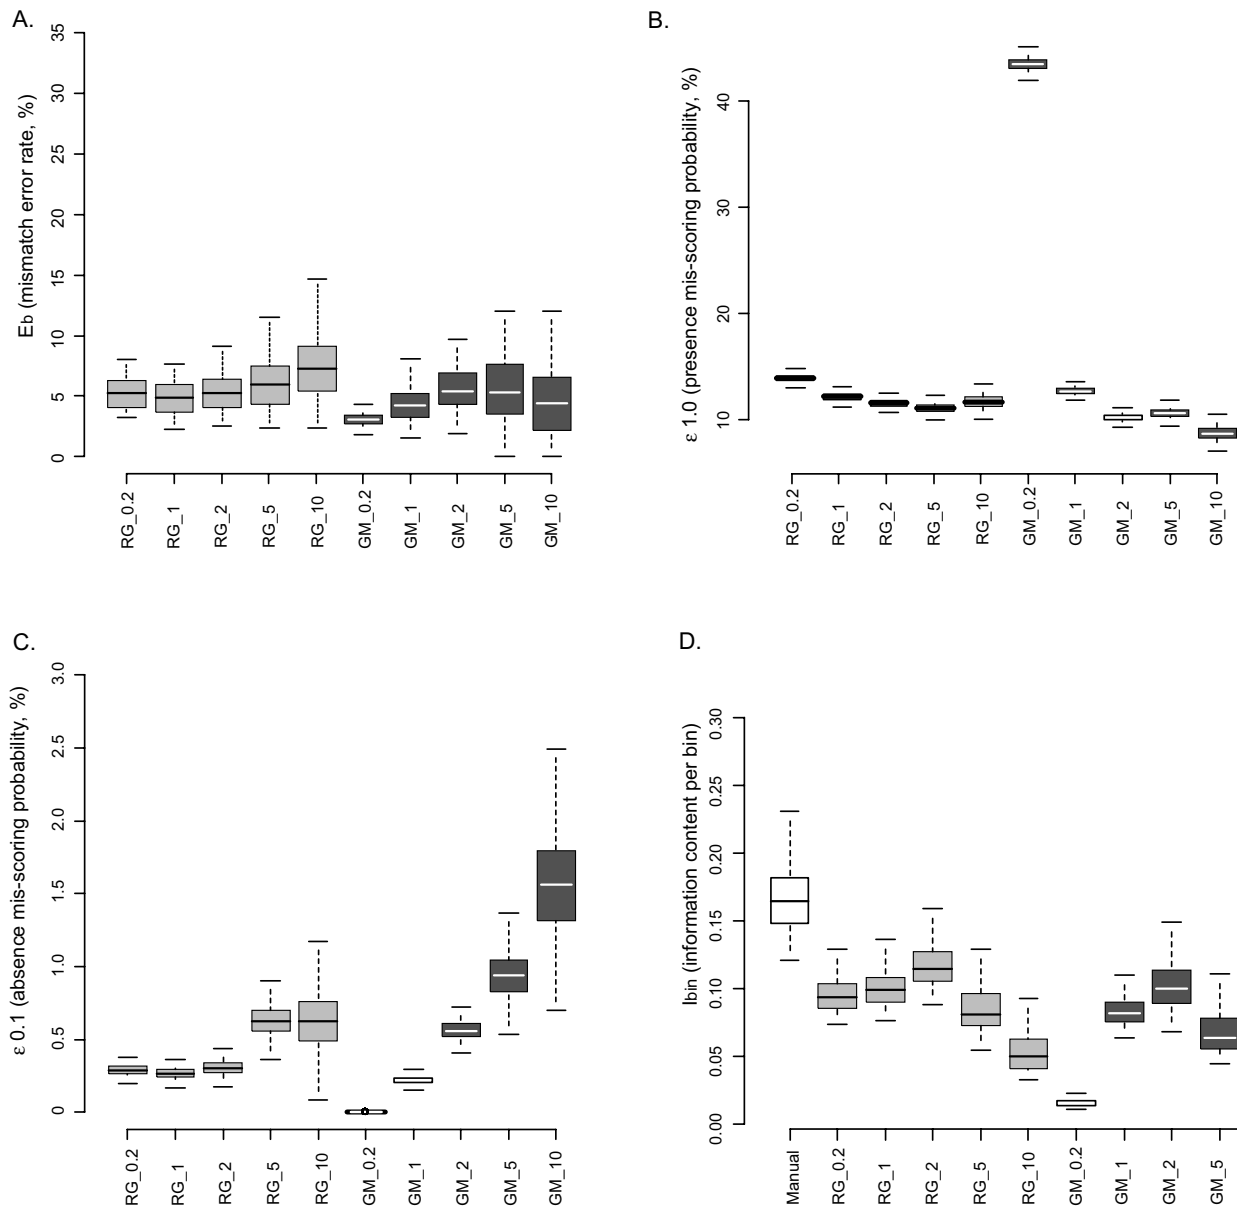 A.
Eb (mismatch error rate, %)
35
30
25
20
15
10
5
0
RG_0.2
RG_1
RG_2
RG_5
RG_10
GM_0.2
GM_1
GM_2
GM_5
GM_10
B.
ε 1.0 (presence mis-scoring probability, %)
40
30
20
10
RG_0.2
RG_1
RG_2
RG_5
RG_10
GM_0.2
GM_1
GM_2
GM_5
GM_10
C.
ε 0.1 (absence mis-scoring probability, %)
3.0
2.5
2.0
1.5
1.0
0.5
0
RG_0.2
RG_1
RG_2
RG_5
RG_10
GM_0.2
GM_1
GM_2
GM_5
GM_10
D.
Ibin (information content per bin)
0.30
0.25
0.20
0.15
0.10
0.05
0.00
Manual
RG_0.2
RG_1
RG_2
RG_5
RG_10
GM_0.2
GM_1
GM_2
GM_5